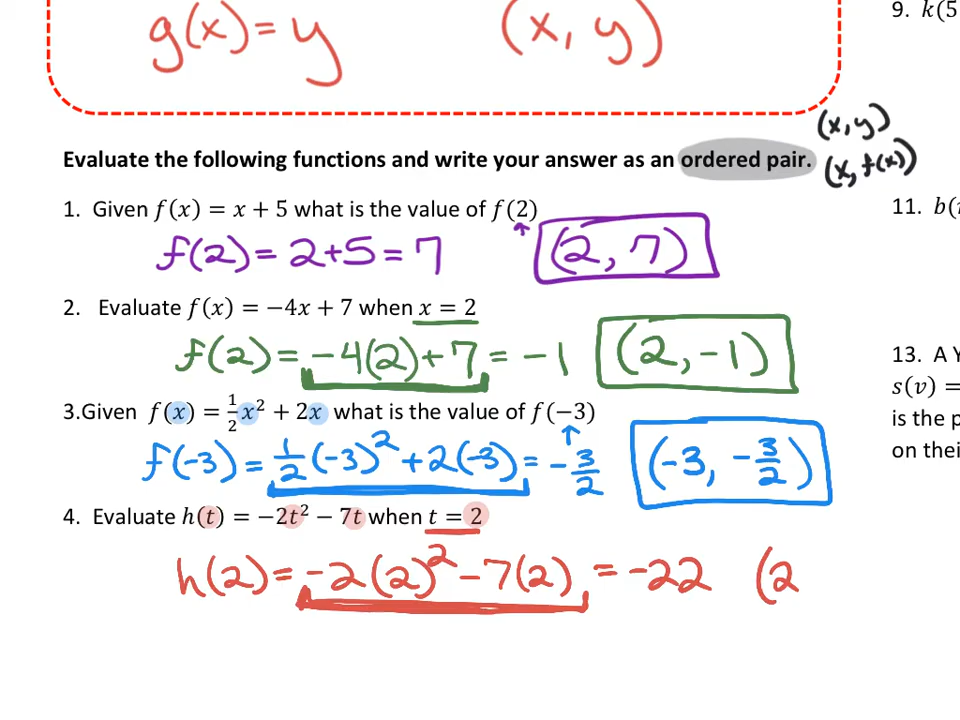 g(x) = y (x, y)
9. k(5
(x, y)
Evaluate the following functions and write your answer as an ordered pair. (x, f(x))
1. Given f(x) = x + 5 what is the value of f(2)
11. b(
f(2) = 2+5 = 7 (2, 7)
2. Evaluate f(x) = −4x + 7 when x = 2
f(2) = -4(2)+7 = -1 (2, -1)
13. A Y
3.Given f(x) = 1/2 x² + 2x what is the value of f(−3)
s(v) =
is the p
f(-3) = 1/2 (-3)² + 2(-3) = -3/2 (-3, -3/2)
on thei
4. Evaluate h(t) = −2t² − 7t when t = 2
h(2) = -2(2)² - 7(2) = -22 (2